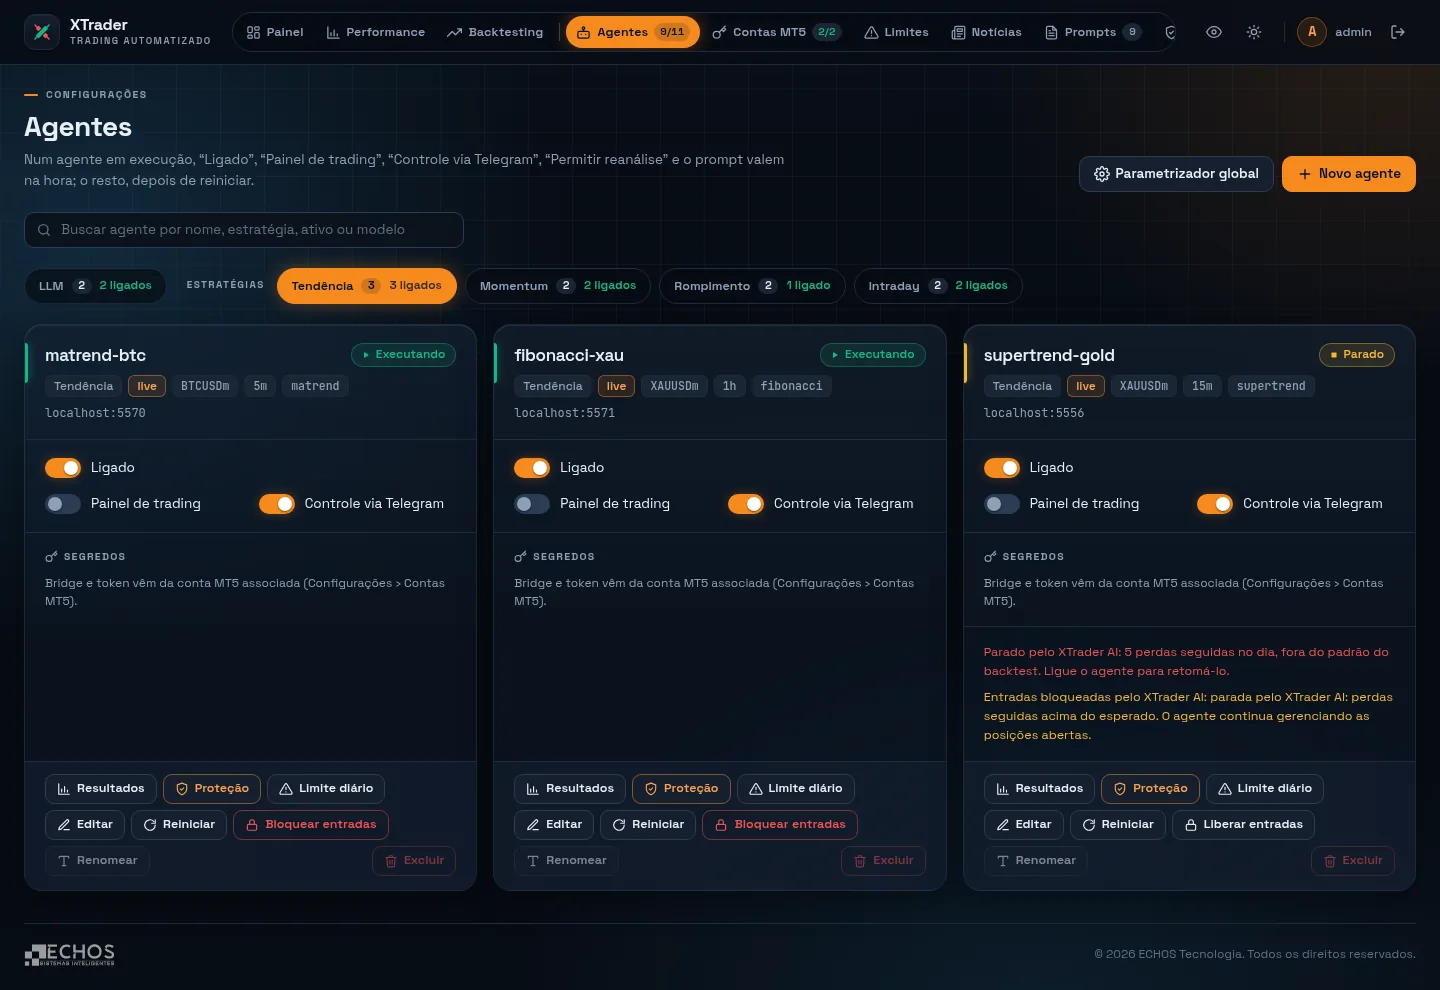 XTrader
TRADING AUTOMATIZADO
Painel
Performance
Backtesting
Agentes 9/11
Contas MT5 2/2
Limites
Notícias
Prompts 9
A admin
CONFIGURAÇÕES
Agentes
Num agente em execução, “Ligado”, “Painel de trading”, “Controle via Telegram”, “Permitir reanálise” e o prompt valem
na hora; o resto, depois de reiniciar.
Parametrizador global
Novo agente
Buscar agente por nome, estratégia, ativo ou modelo
LLM 2 2 ligados
ESTRATÉGIAS
Tendência 3 3 ligados
Momentum 2 2 ligados
Rompimento 2 1 ligado
Intraday 2 2 ligados
matrend-btc
Executando
Tendência live BTCUSDm 5m matrend
localhost:5570
Ligado
Painel de trading
Controle via Telegram
SEGREDOS
Bridge e token vêm da conta MT5 associada (Configurações > Contas
MT5).
Resultados
Proteção
Limite diário
Editar
Reiniciar
Bloquear entradas
Renomear
Excluir
fibonacci-xau
Executando
Tendência live XAUUSDm 1h fibonacci
localhost:5571
Ligado
Painel de trading
Controle via Telegram
SEGREDOS
Bridge e token vêm da conta MT5 associada (Configurações > Contas
MT5).
Resultados
Proteção
Limite diário
Editar
Reiniciar
Bloquear entradas
Renomear
Excluir
supertrend-gold
Parado
Tendência live XAUUSDm 15m supertrend
localhost:5556
Ligado
Painel de trading
Controle via Telegram
SEGREDOS
Bridge e token vêm da conta MT5 associada (Configurações > Contas
MT5).
Parado pelo XTrader AI: 5 perdas seguidas no dia, fora do padrão do
backtest. Ligue o agente para retomá-lo.
Entradas bloqueadas pelo XTrader AI: parada pelo XTrader AI: perdas
seguidas acima do esperado. O agente continua gerenciando as
posições abertas.
Resultados
Proteção
Limite diário
Editar
Reiniciar
Liberar entradas
Renomear
Excluir
ECHOS
SISTEMAS INTELIGENTES
© 2026 ECHOS Tecnologia. Todos os direitos reservados.